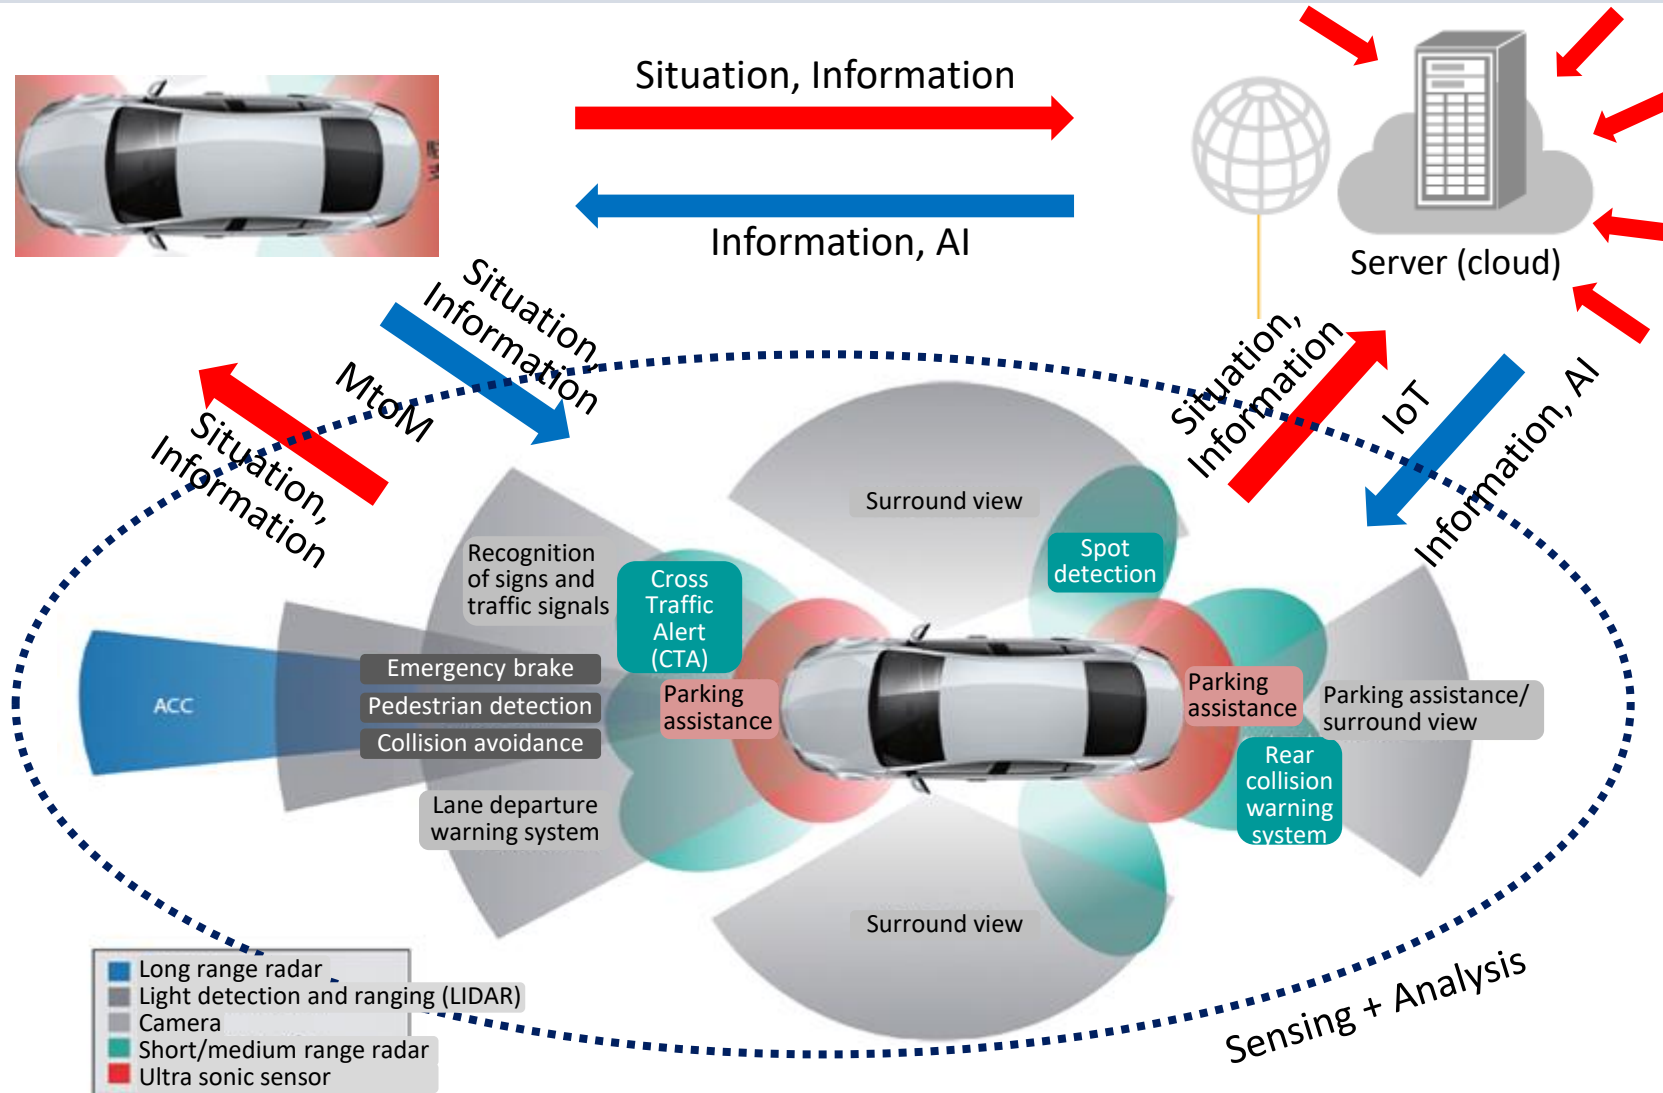 Situation, Information
Information, AI
Server (cloud)
Situation,
Information
MtoM
Situation,
Information
Situation,
Information
IoT
Information, AI
Surround view
Spot
detection
Recognition
of signs and
traffic signals
Cross
Traffic
Alert
(CTA)
Emergency brake
Pedestrian detection
Collision avoidance
ACC
Parking
assistance
Parking
assistance
Parking assistance/
surround view
Rear
collision
warning
system
Lane departure
warning system
Surround view
Long range radar
Light detection and ranging (LIDAR)
Camera
Short/medium range radar
Ultra sonic sensor
Sensing + Analysis